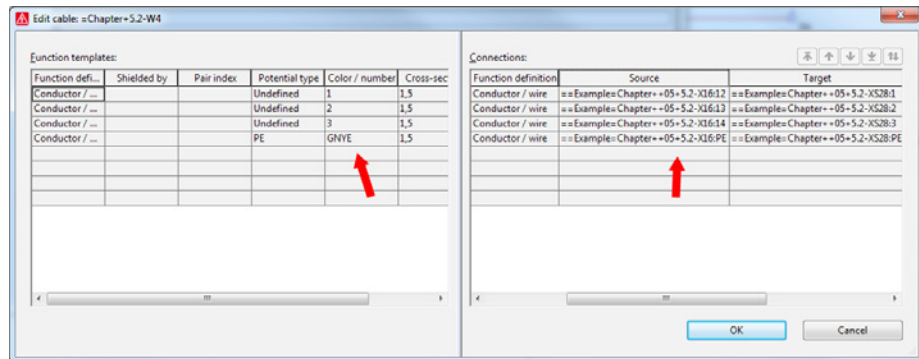 Edit cable: =Chapter+5.2-W4
Function templates:
Function defi... Shielded by Pair index Potential type Color / number Cross-sec
Conductor / ... Undefined 1 1,5
Conductor / ... Undefined 2 1,5
Conductor / ... Undefined 3 1,5
Conductor / ... PE GNYE 1,5
Connections:
Function definition Source Target
Conductor / wire ==Example=Chapter++05+5.2-X16:12 ==Example=Chapter++05+5.2-XS28:1
Conductor / wire ==Example=Chapter++05+5.2-X16:13 ==Example=Chapter++05+5.2-XS28:2
Conductor / wire ==Example=Chapter++05+5.2-X16:14 ==Example=Chapter++05+5.2-XS28:3
Conductor / wire ==Example=Chapter++05+5.2-X16:PE ==Example=Chapter++05+5.2-XS28:PE
OK Cancel